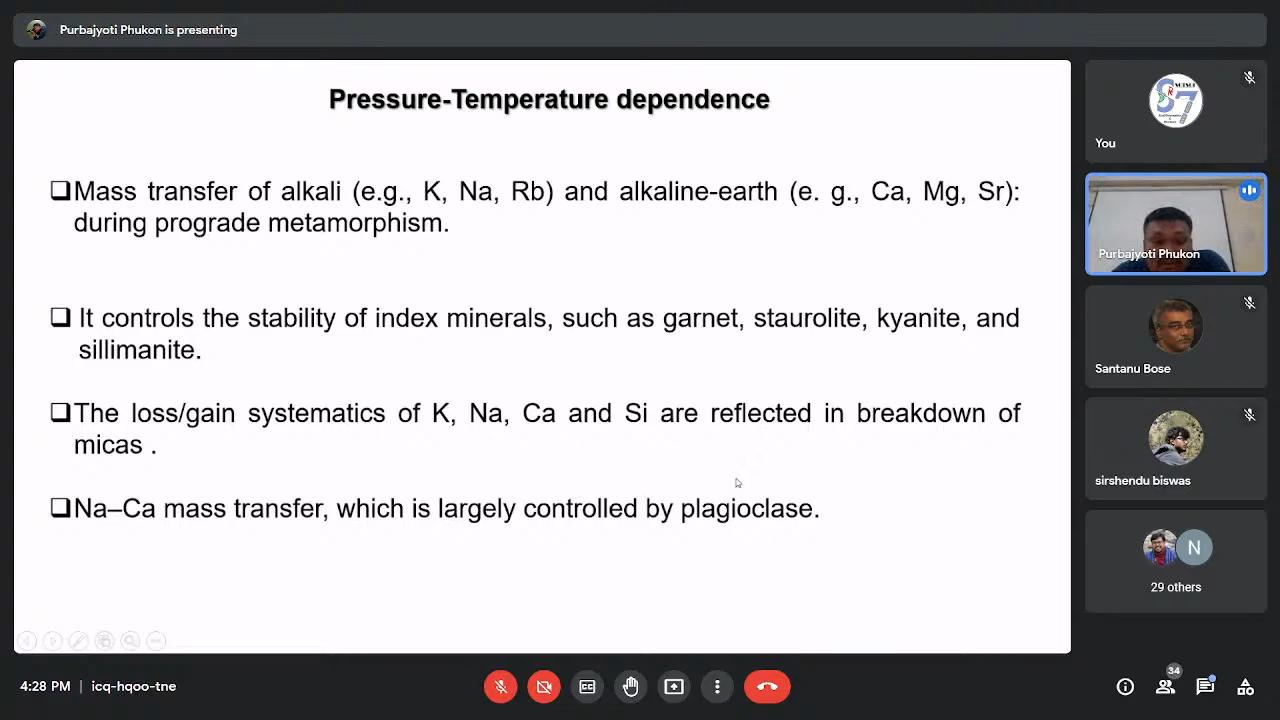 Purbajyoti Phukon is presenting
Pressure-Temperature dependence
❑Mass transfer of alkali (e.g., K, Na, Rb) and alkaline-earth (e. g., Ca, Mg, Sr):
during prograde metamorphism.
❑ It controls the stability of index minerals, such as garnet, staurolite, kyanite, and
sillimanite.
❑The loss/gain systematics of K, Na, Ca and Si are reflected in breakdown of
micas .
❑Na–Ca mass transfer, which is largely controlled by plagioclase.
You
Purbajyoti Phukon
Santanu Bose
sirshendu biswas
N
29 others
4:28 PM | icq-hqoo-tne
34